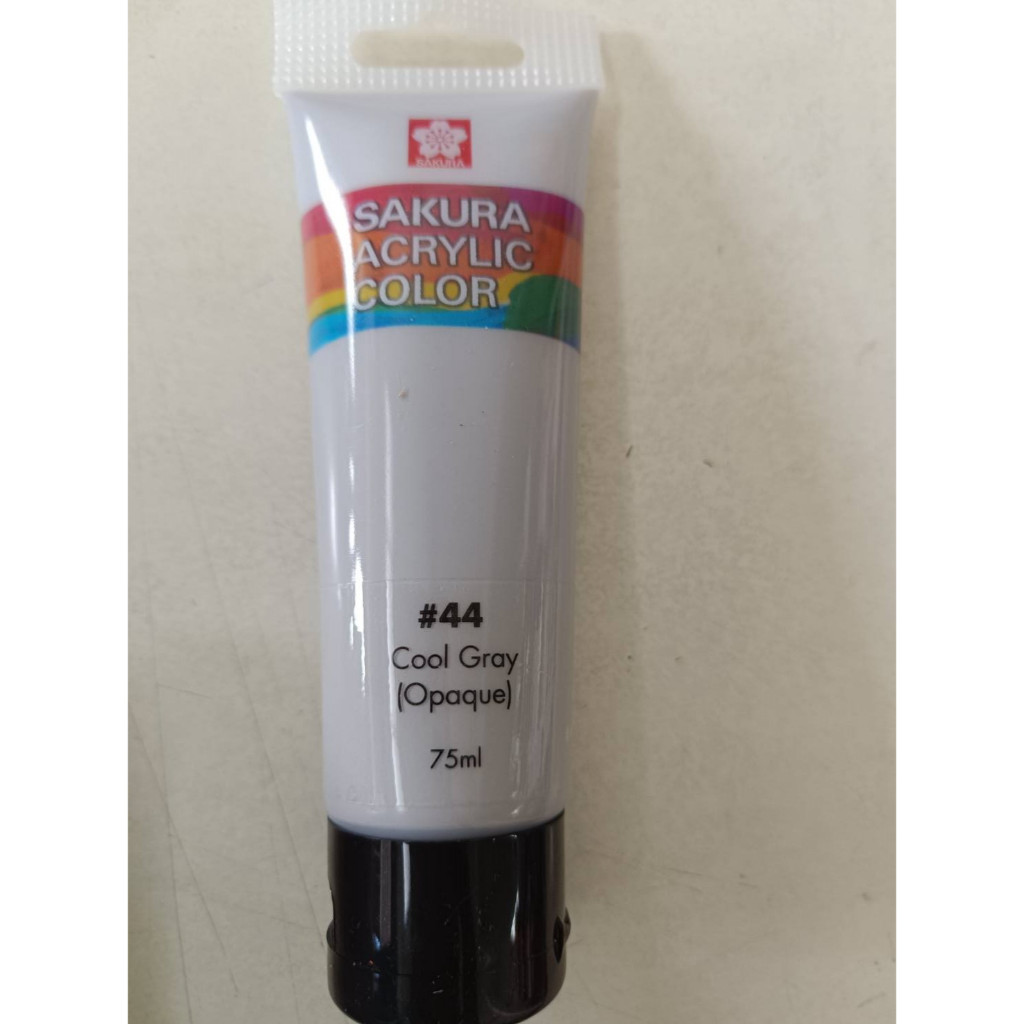 SAKURA
SAKURA
ACRYLIC
COLOR
#44
Cool Gray
(Opaque)
75ml